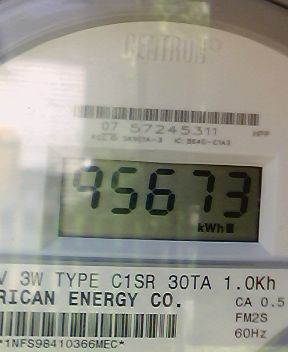 CENTRON®
07 57245311
95673
kWh
V 3W TYPE C1SR 30TA 1.0Kh
RICAN ENERGY CO.
CA 0.5
FM2S
60Hz
*1NFS98410366MEC*